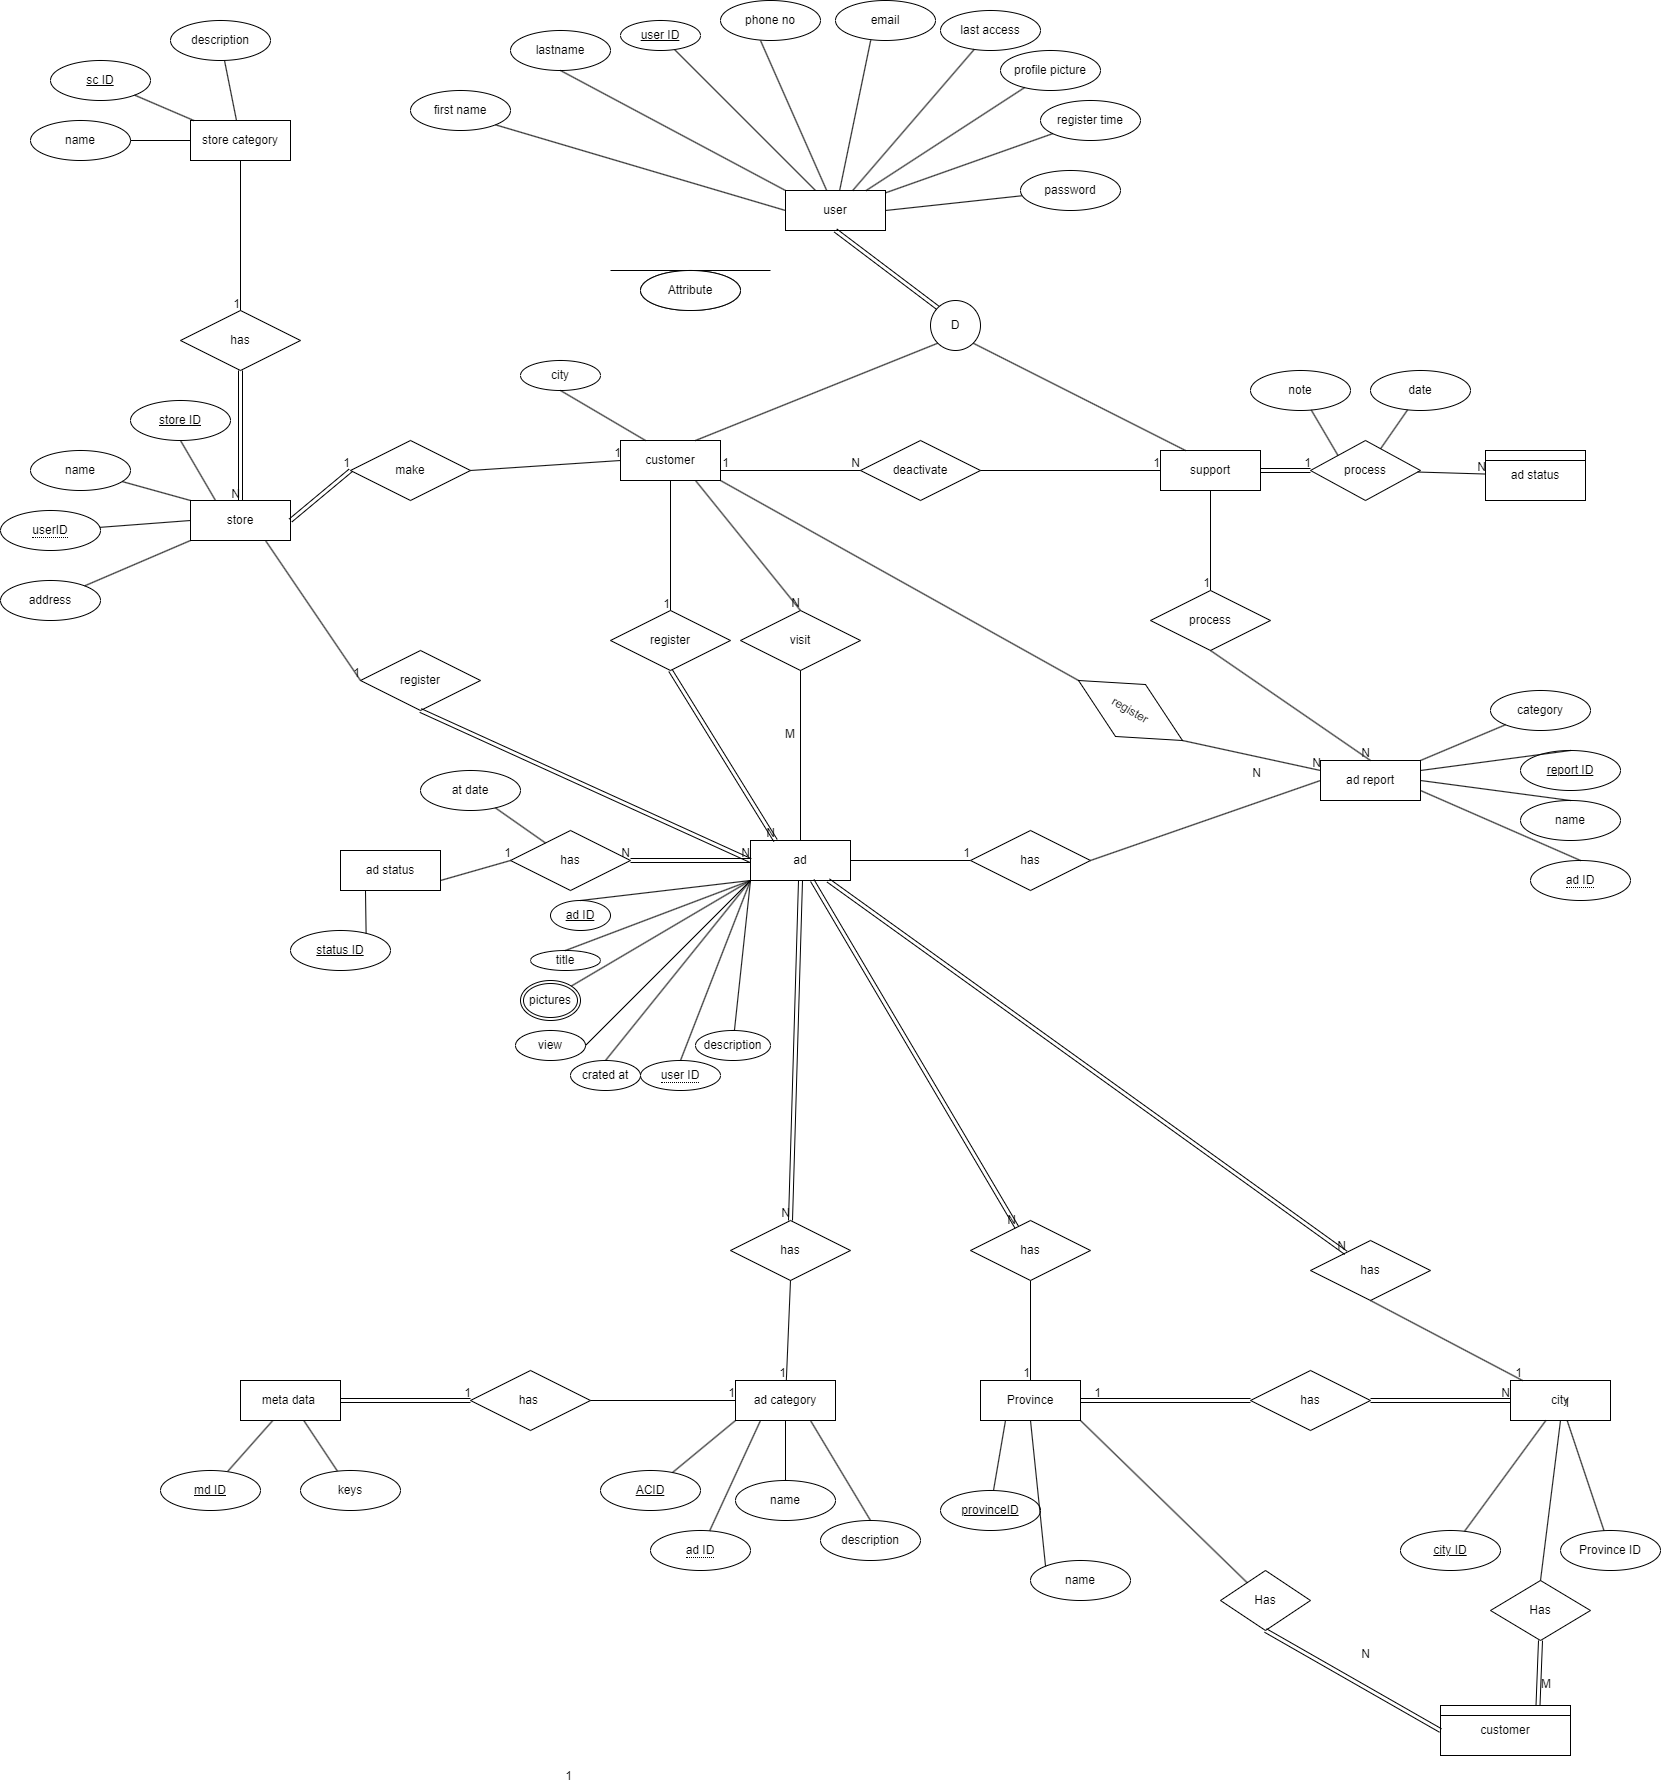 phone no
email
last access
user ID
description
lastname
profile picture
sc ID
first name
register time
name
store category
password
user
Attribute
1
D
has
city
note
date
store ID
1
customer
1
N
deactivate
1
support
1
process
N
ad status
name
1
make
N
store
userID
address
1
N
1
register
visit
process
1
register
register
category
M
N
N
N
report ID
ad report
at date
name
N
ad status
1
has
N
N
ad
1
has
ad ID
ad ID
status ID
title
pictures
view
description
crated at
user ID
N
N
N
has
has
has
1
1
1
meta data
1
has
1
ad category
Province
1
has
N
city
md ID
keys
ACID
name
provinceID
description
ad ID
city ID
Province ID
name
Has
Has
N
M
customer
1